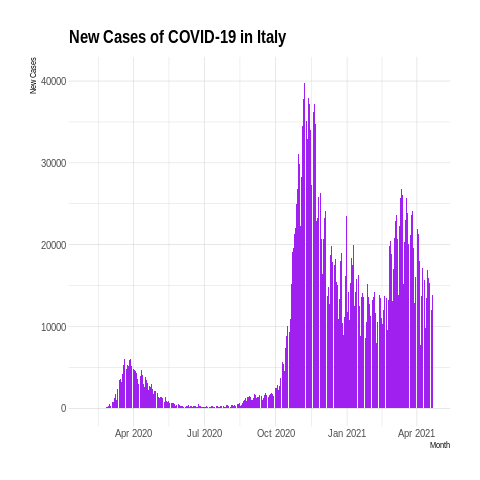 New Cases of COVID-19 in Italy
New Cases
40000
30000
20000
10000
0
Apr 2020 Jul 2020 Oct 2020 Jan 2021 Apr 2021
Month